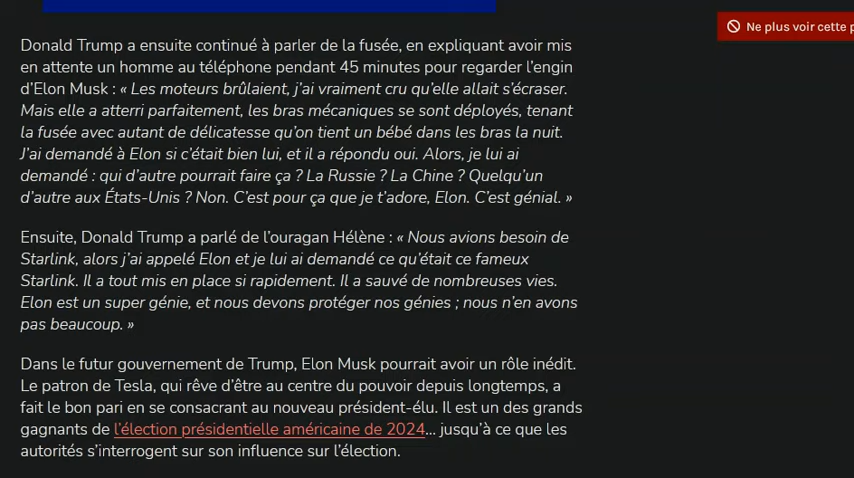 Ne plus voir cette
Donald Trump a ensuite continué à parler de la fusée, en expliquant avoir mis
en attente un homme au téléphone pendant 45 minutes pour regarder l’engin
d’Elon Musk : « Les moteurs brûlaient, j’ai vraiment cru qu’elle allait s’écraser.
Mais elle a atterri parfaitement, les bras mécaniques se sont déployés, tenant
la fusée avec autant de délicatesse qu’on tient un bébé dans les bras la nuit.
J’ai demandé à Elon si c’était bien lui, et il a répondu oui. Alors, je lui ai
demandé : qui d’autre pourrait faire ça ? La Russie ? La Chine ? Quelqu’un
d’autre aux États-Unis ? Non. C’est pour ça que je t’adore, Elon. C’est génial. »
Ensuite, Donald Trump a parlé de l’ouragan Hélène : « Nous avions besoin de
Starlink, alors j’ai appelé Elon et je lui ai demandé ce qu’était ce fameux
Starlink. Il a tout mis en place si rapidement. Il a sauvé de nombreuses vies.
Elon est un super génie, et nous devons protéger nos génies ; nous n’en avons
pas beaucoup. »
Dans le futur gouvernement de Trump, Elon Musk pourrait avoir un rôle inédit.
Le patron de Tesla, qui rêve d’être au centre du pouvoir depuis longtemps, a
fait le bon pari en se consacrant au nouveau président-élu. Il est un des grands
gagnants de l’élection présidentielle américaine de 2024… jusqu’à ce que les
autorités s’interrogent sur son influence sur l’élection.